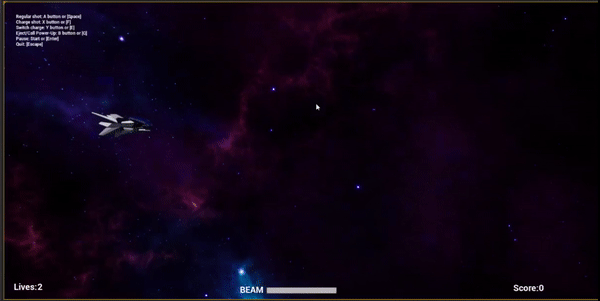 Regular shot: A button or [Space]
Charge shot: X button or [F]
Switch charge: Y button or [E]
Eject/Call Power-Up: B button or [G]
Pause: Start or [Enter]
Quit: [Escape]
Lives:2
BEAM
Score:0